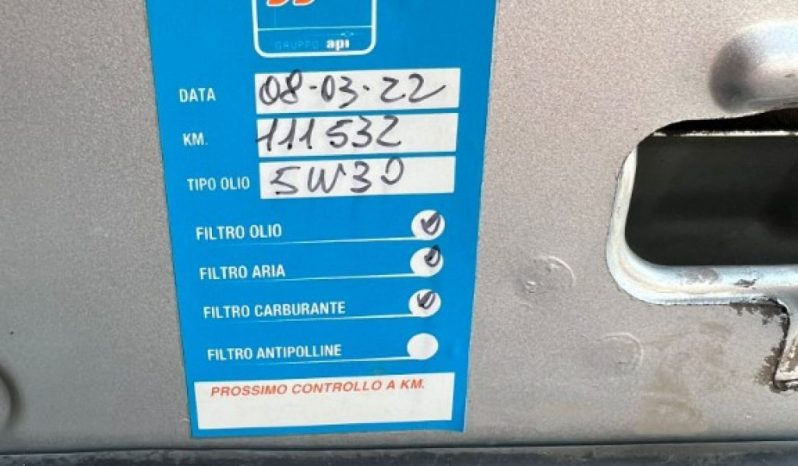 GRUPPO api
DATA 08-03-22
KM. 111532
TIPO OLIO 5W30
FILTRO OLIO
FILTRO ARIA
FILTRO CARBURANTE
FILTRO ANTIPOLLINE
PROSSIMO CONTROLLO A KM.